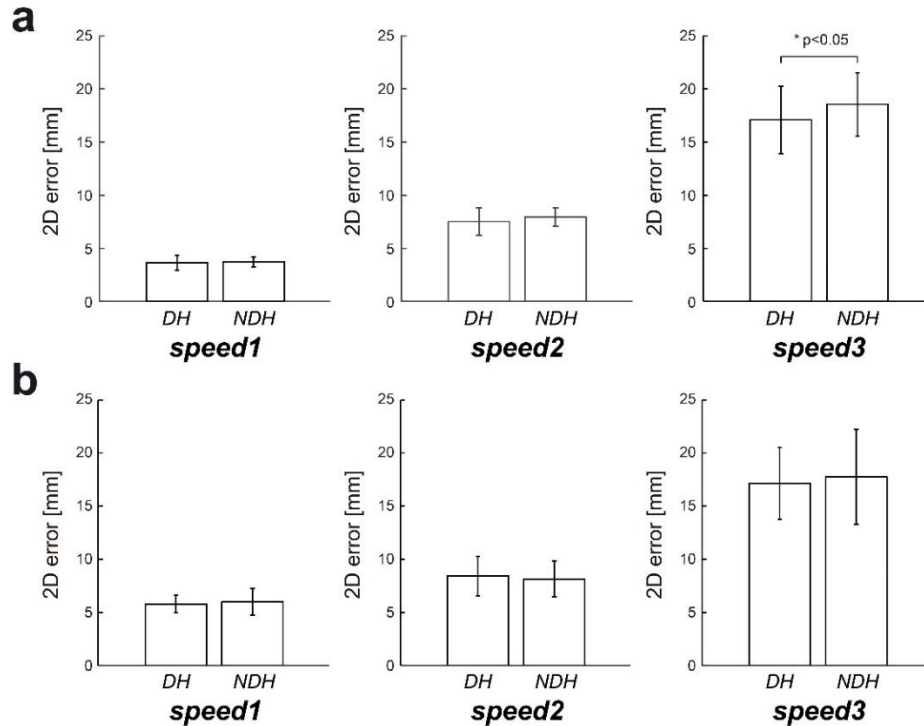 a
2D error [mm]
25
20
15
10
5
0
DH NDH
speed1
2D error [mm]
25
20
15
10
5
0
DH NDH
speed2
2D error [mm]
25
20
15
10
5
0
* p<0.05
DH NDH
speed3
b
2D error [mm]
25
20
15
10
5
0
DH NDH
speed1
2D error [mm]
25
20
15
10
5
0
DH NDH
speed2
2D error [mm]
25
20
15
10
5
0
DH NDH
speed3